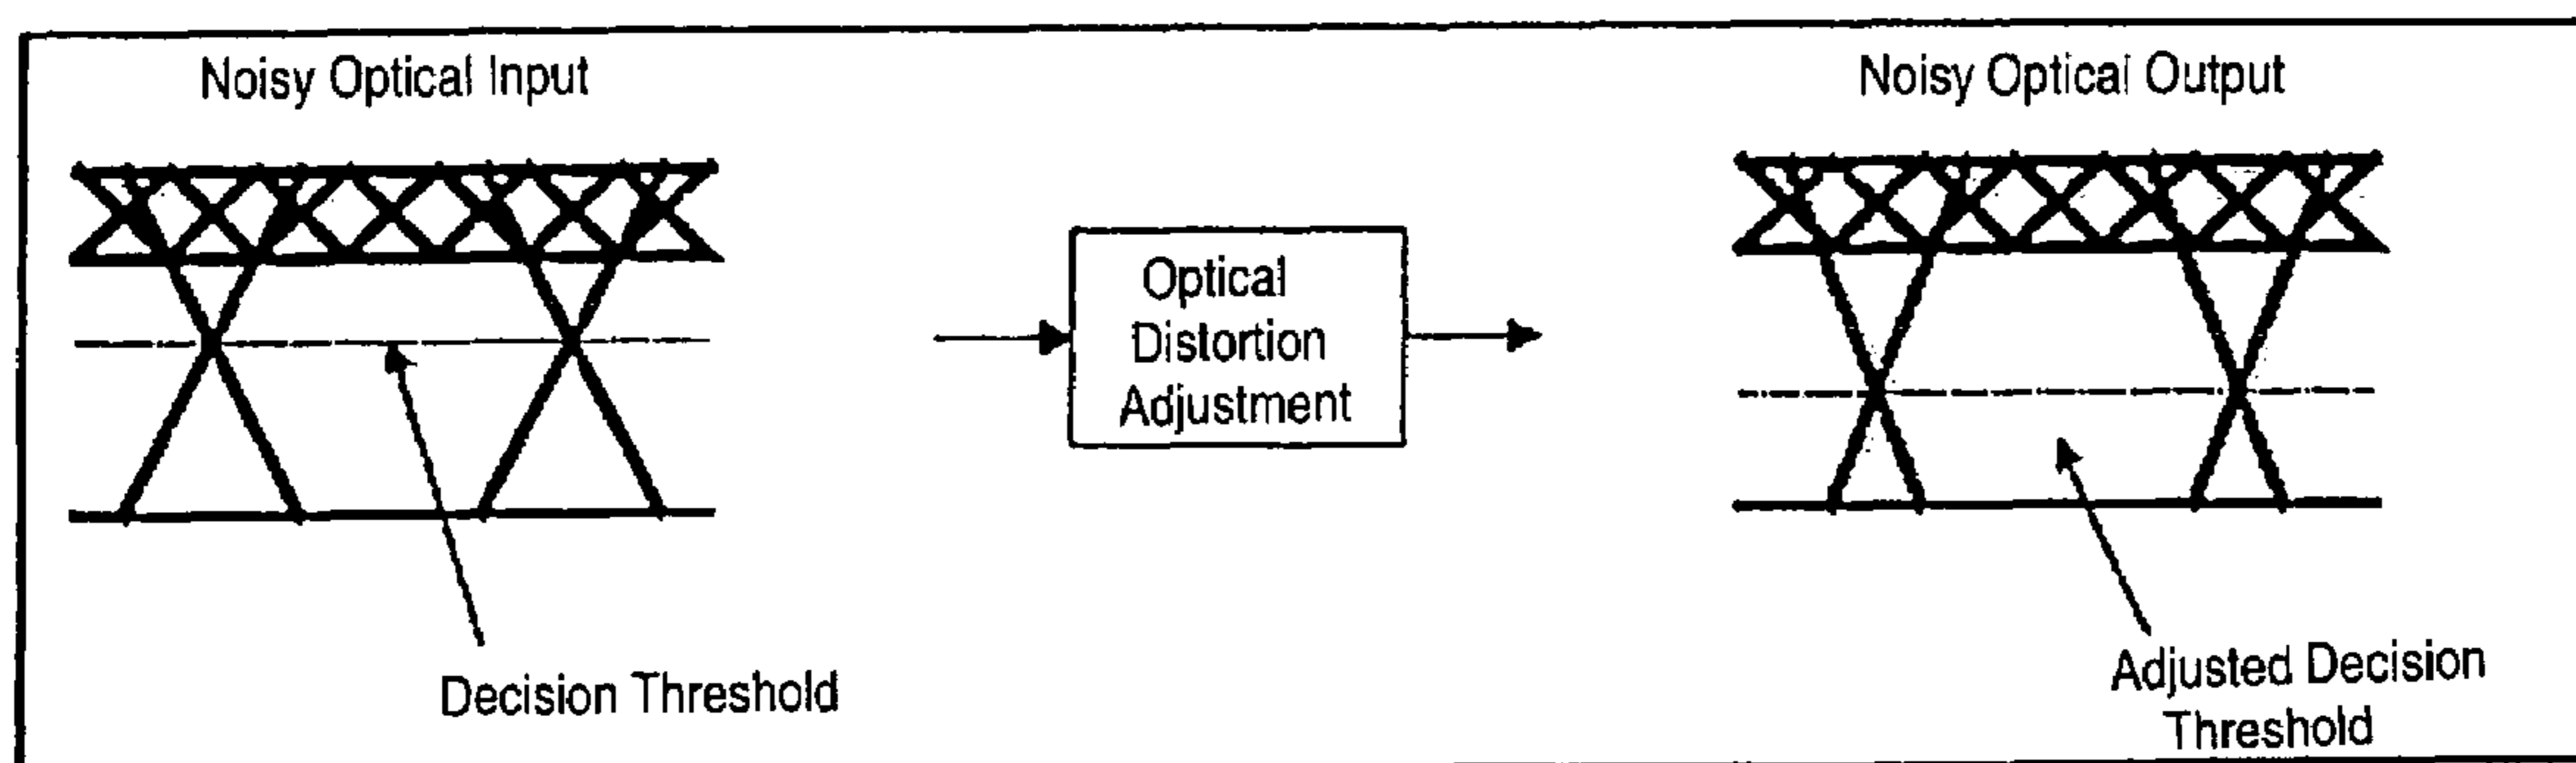 Noisy Optical Input
Noisy Optical Output
Optical
Distortion
Adjustment
Decision Threshold
Adjusted Decision
Threshold